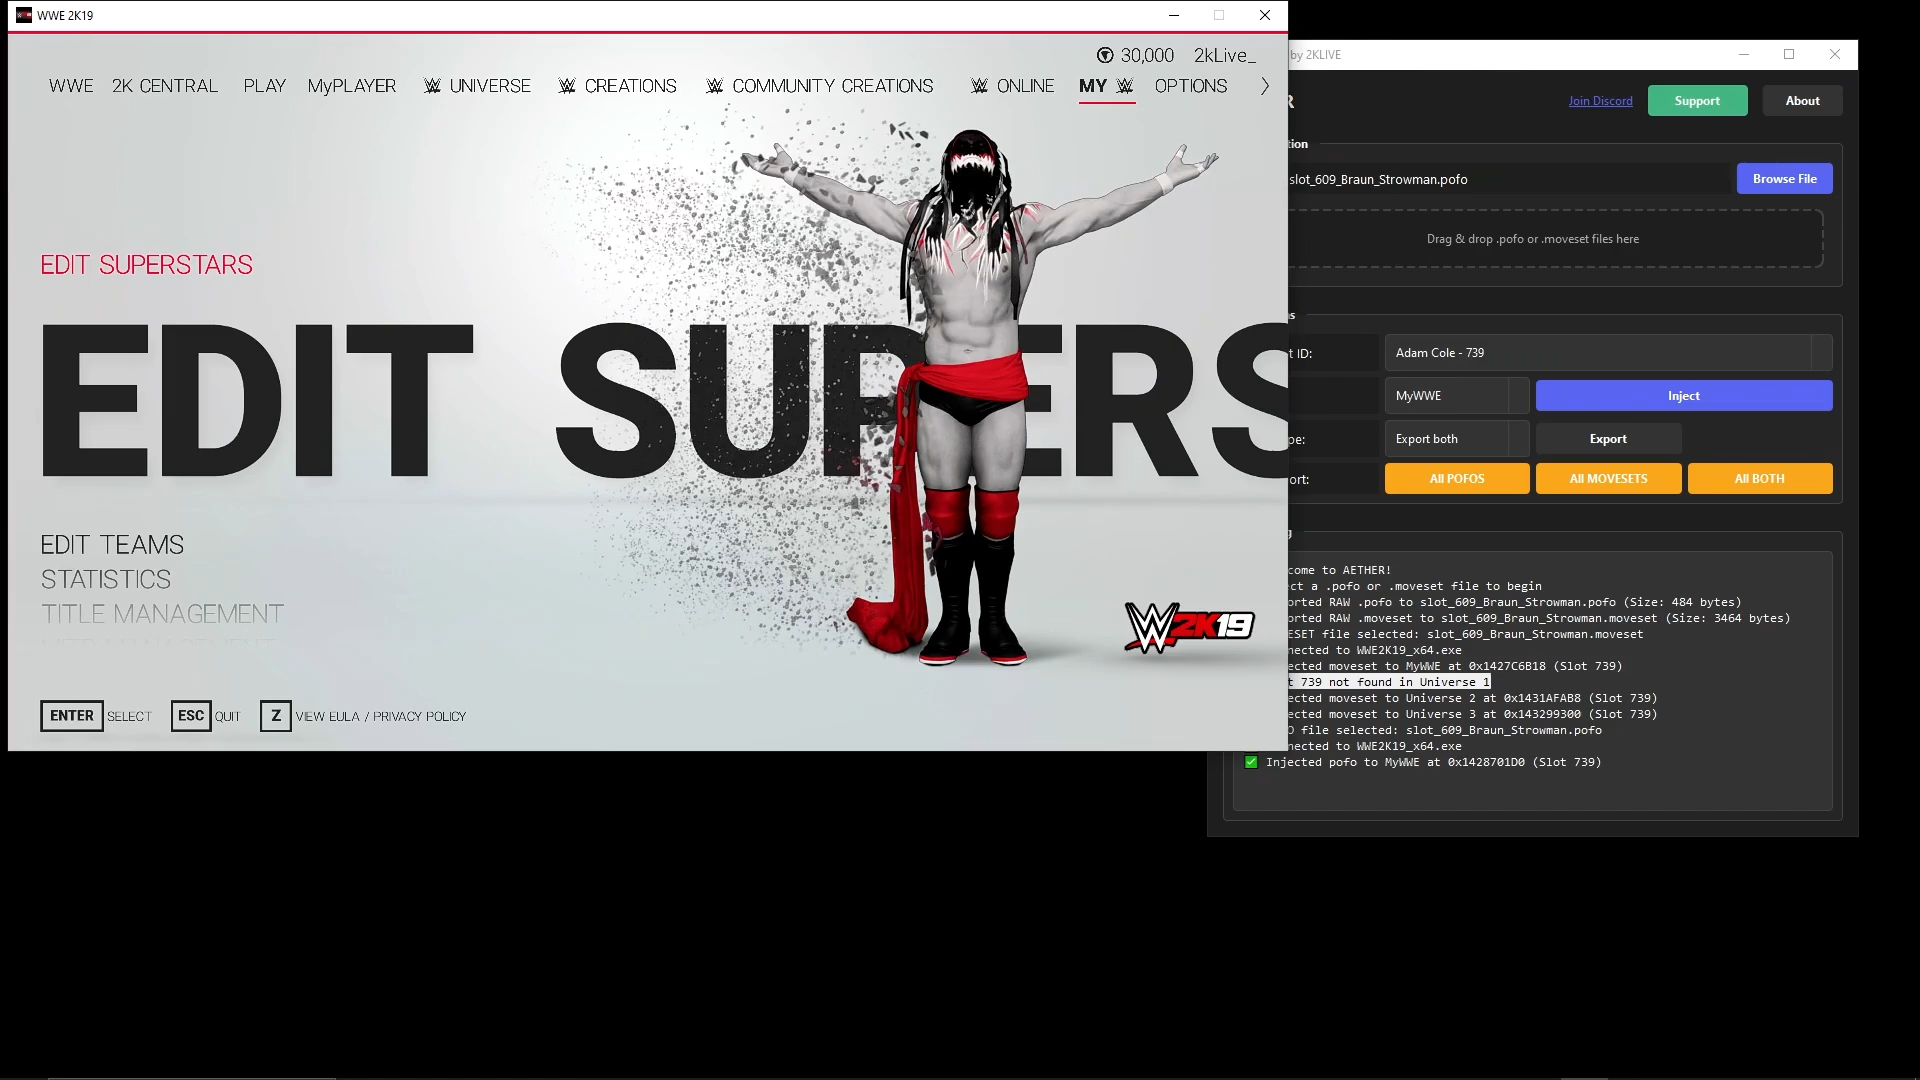 WWE 2K19
30,000 2kLive_
WWE 2K CENTRAL PLAY MyPLAYER UNIVERSE CREATIONS COMMUNITY CREATIONS ONLINE MY OPTIONS
EDIT SUPERSTARS
EDIT SUPERS
EDIT TEAMS
STATISTICS
TITLE MANAGEMENT
2K19
ENTER SELECT ESC QUIT Z VIEW EULA / PRIVACY POLICY
by 2KLIVE
R
Join Discord Support About
tion
slot_609_Braun_Strowman.pofo Browse File
Drag & drop .pofo or .moveset files here
s
t ID: Adam Cole - 739
MyWWE Inject
pe: Export both Export
ort: All POFOS All MOVESETS All BOTH
g
come to AETHER!
ect a .pofo or .moveset file to begin
orted RAW .pofo to slot_609_Braun_Strowman.pofo (Size: 484 bytes)
orted RAW .moveset to slot_609_Braun_Strowman.moveset (Size: 3464 bytes)
ESET file selected: slot_609_Braun_Strowman.moveset
nected to WWE2K19_x64.exe
ected moveset to MyWWE at 0x1427C6B18 (Slot 739)
t 739 not found in Universe 1
ected moveset to Universe 2 at 0x1431AFAB8 (Slot 739)
ected moveset to Universe 3 at 0x143299300 (Slot 739)
O file selected: slot_609_Braun_Strowman.pofo
nected to WWE2K19_x64.exe
Injected pofo to MyWWE at 0x1428701D0 (Slot 739)